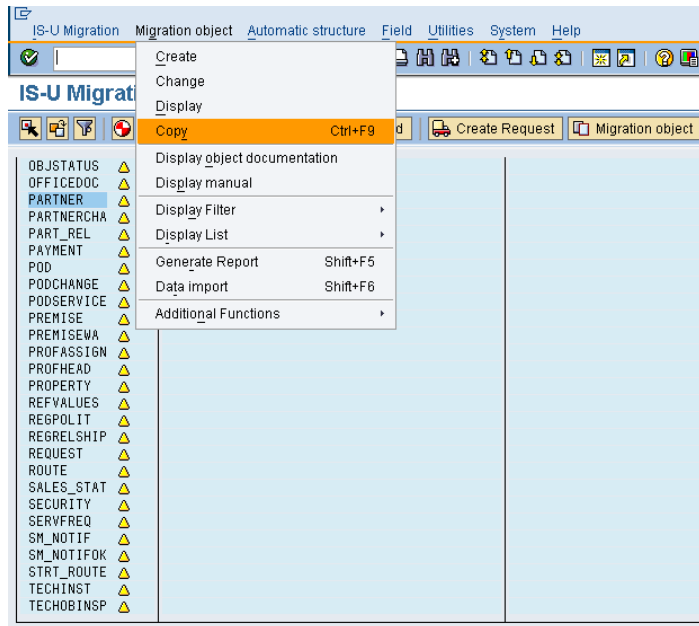 IS-U Migration Migration object Automatic structure Field Utilities System Help
IS-U Migrati
Create
Change
Display
Copy Ctrl+F9
Display object documentation
Display manual
Display Filter
Display List
Generate Report Shift+F5
Data import Shift+F6
Additional Functions
d Create Request Migration object
OBJSTATUS
OFFICEDOC
PARTNER
PARTNERCHA
PART_REL
PAYMENT
POD
PODCHANGE
PODSERVICE
PREMISE
PREMISEWA
PROFASSIGN
PROFHEAD
PROPERTY
REFVALUES
REGPOLIT
REGRELSHIP
REQUEST
ROUTE
SALES_STAT
SECURITY
SERVFREQ
SM_NOTIF
SM_NOTIFOK
STRT_ROUTE
TECHINST
TECHOBINSP